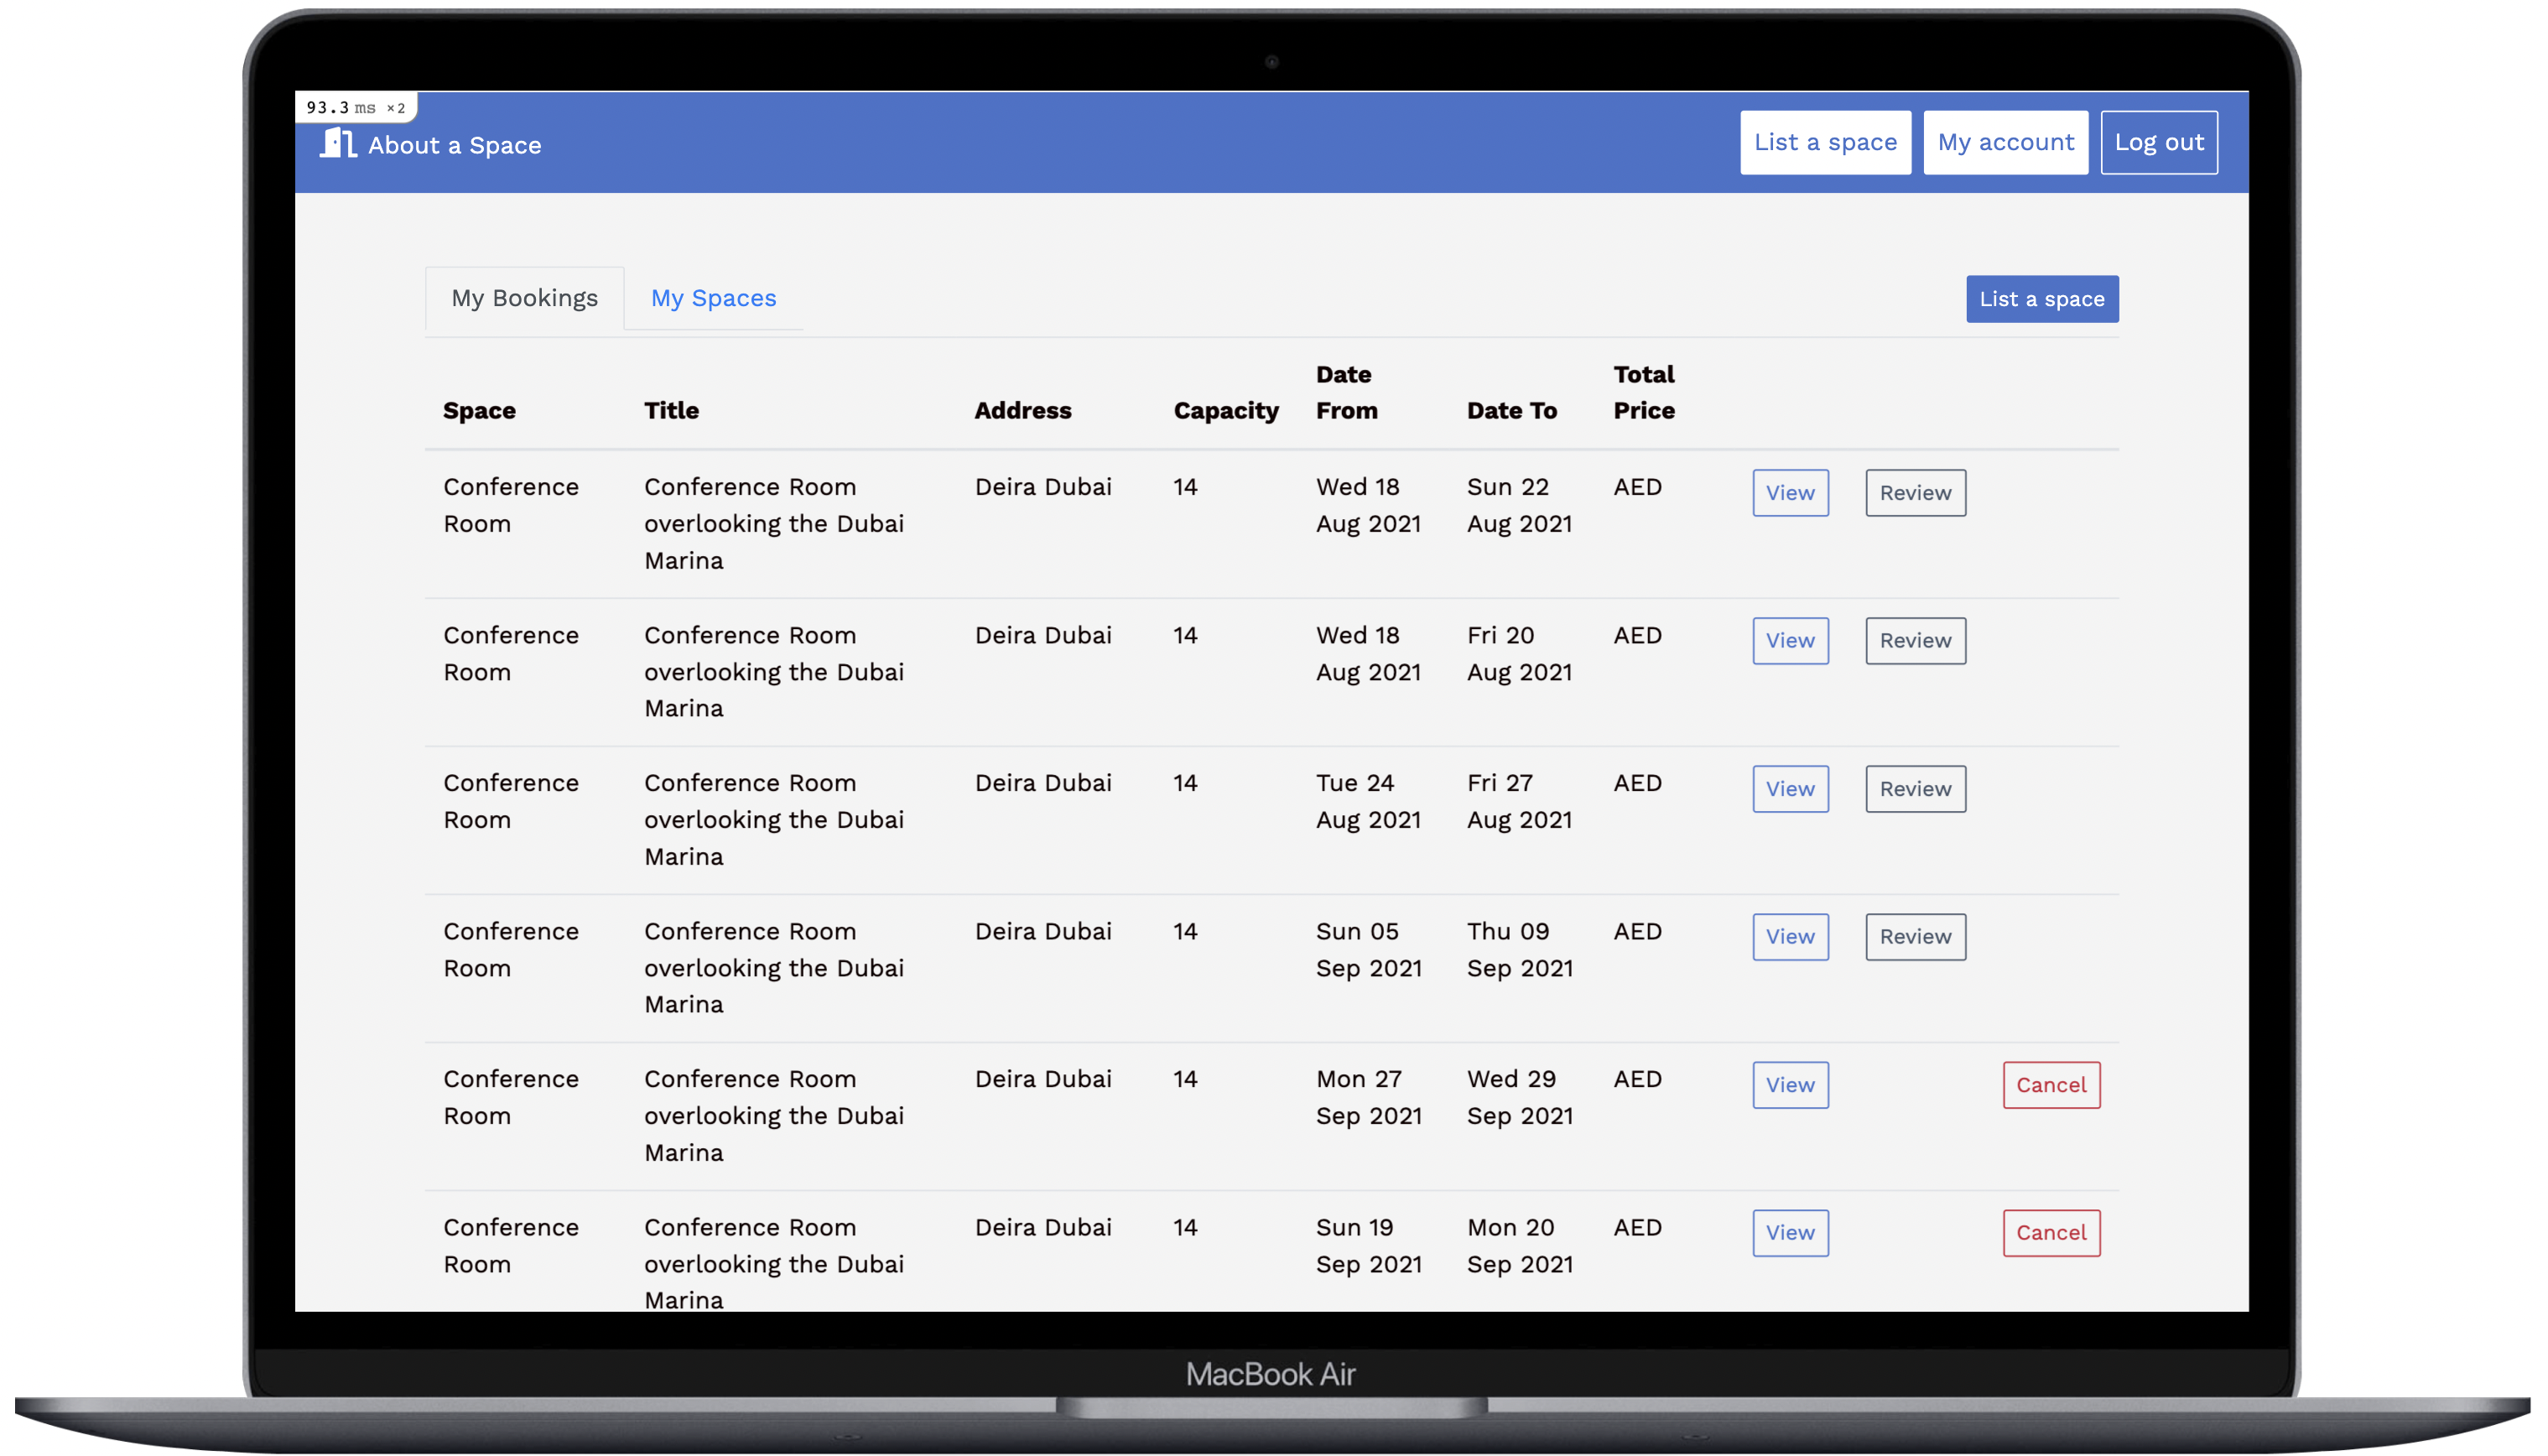 93.3 ms ×2
About a Space
List a space
My account
Log out
My Bookings
My Spaces
List a space
Space
Title
Address
Capacity
Date
From
Date To
Total
Price
Conference
Room
Conference Room
overlooking the Dubai
Marina
Deira Dubai
14
Wed 18
Aug 2021
Sun 22
Aug 2021
AED
View
Review
Conference
Room
Conference Room
overlooking the Dubai
Marina
Deira Dubai
14
Wed 18
Aug 2021
Fri 20
Aug 2021
AED
View
Review
Conference
Room
Conference Room
overlooking the Dubai
Marina
Deira Dubai
14
Tue 24
Aug 2021
Fri 27
Aug 2021
AED
View
Review
Conference
Room
Conference Room
overlooking the Dubai
Marina
Deira Dubai
14
Sun 05
Sep 2021
Thu 09
Sep 2021
AED
View
Review
Conference
Room
Conference Room
overlooking the Dubai
Marina
Deira Dubai
14
Mon 27
Sep 2021
Wed 29
Sep 2021
AED
View
Cancel
Conference
Room
Conference Room
overlooking the Dubai
Marina
Deira Dubai
14
Sun 19
Sep 2021
Mon 20
Sep 2021
AED
View
Cancel
MacBook Air